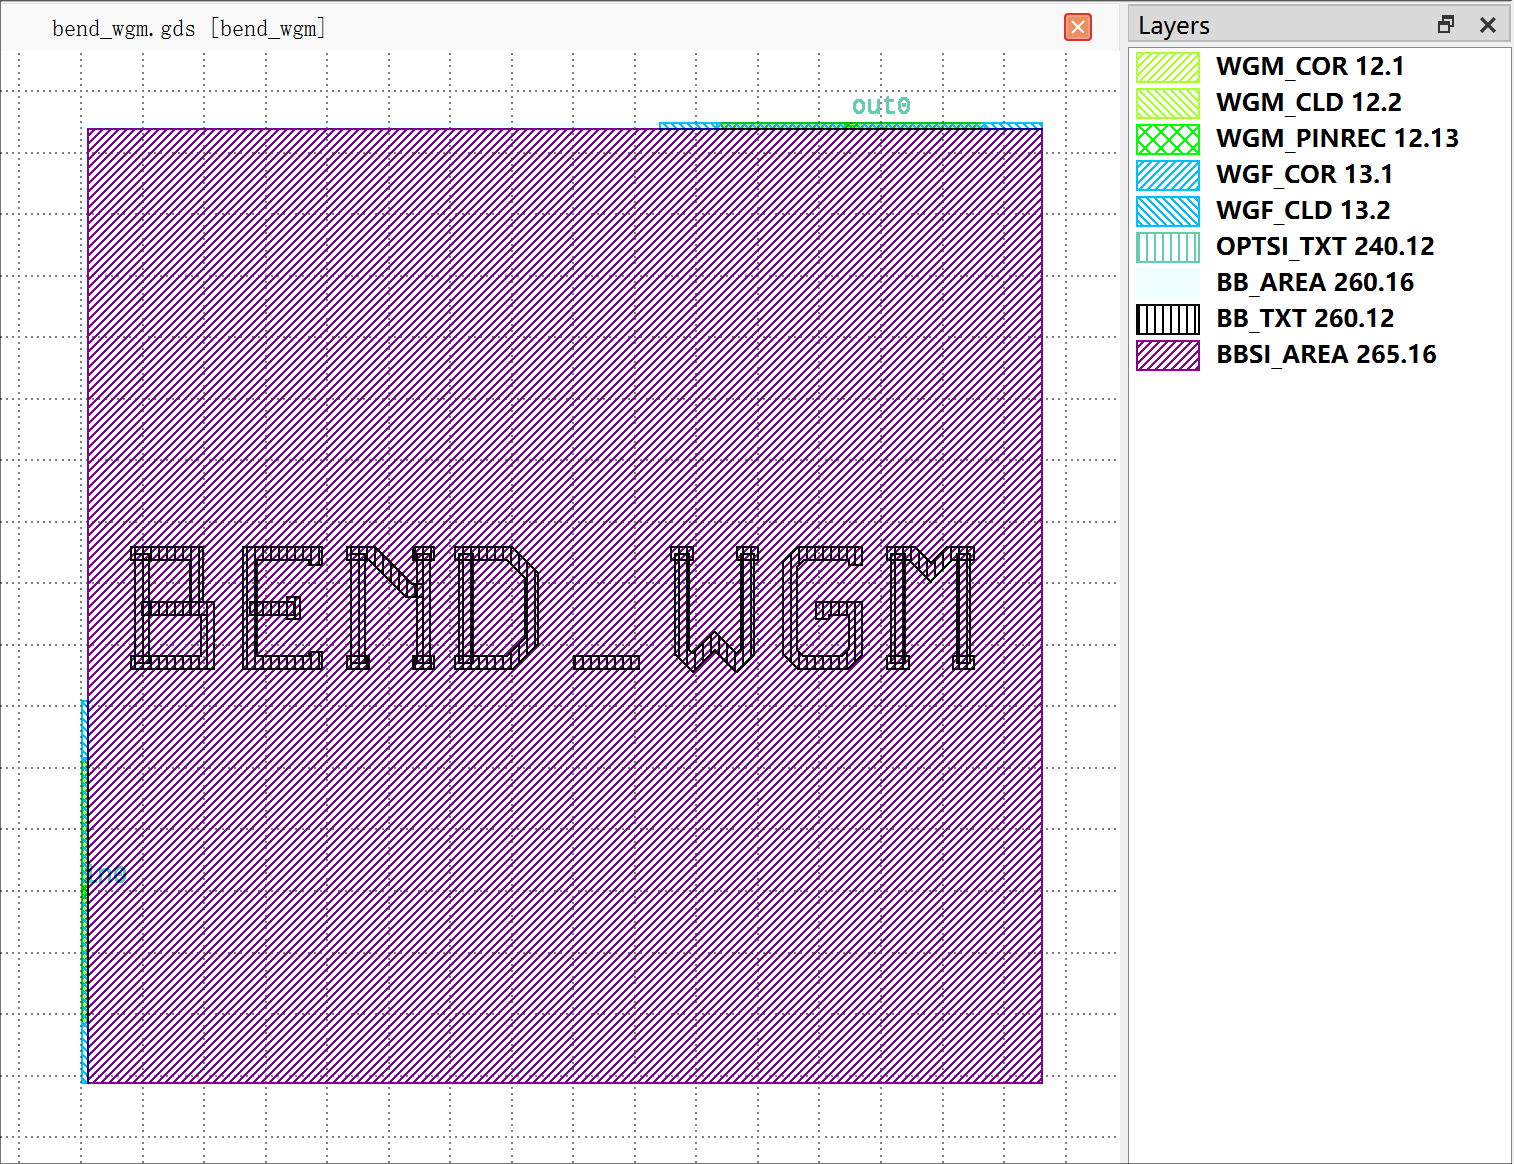 bend_wgm.gds [bend_wgm]
out0
BEND_WGM
in0
Layers
WGM_COR 12.1
WGM_CLD 12.2
WGM_PINREC 12.13
WGF_COR 13.1
WGF_CLD 13.2
OPTSI_TXT 240.12
BB_AREA 260.16
BB_TXT 260.12
BBSI_AREA 265.16